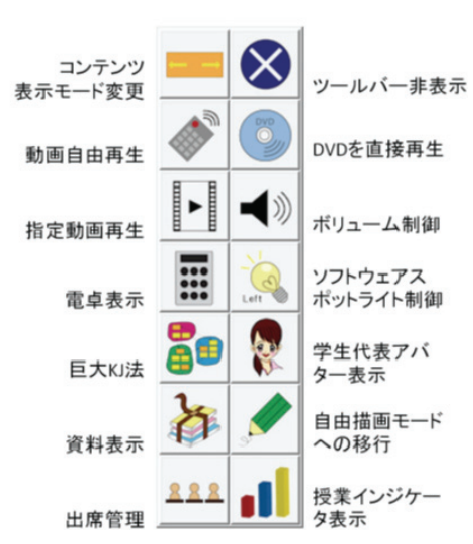 コンテンツ
表示モード変更
ツールバー非表示
動画自由再生
DVD
DVDを直接再生
指定動画再生
ボリューム制御
電卓表示
Left
ソフトウェアス
ポットライト制御
巨大KJ法
学生代表アバ
ター表示
資料表示
自由描画モード
への移行
出席管理
授業インジケー
タ表示